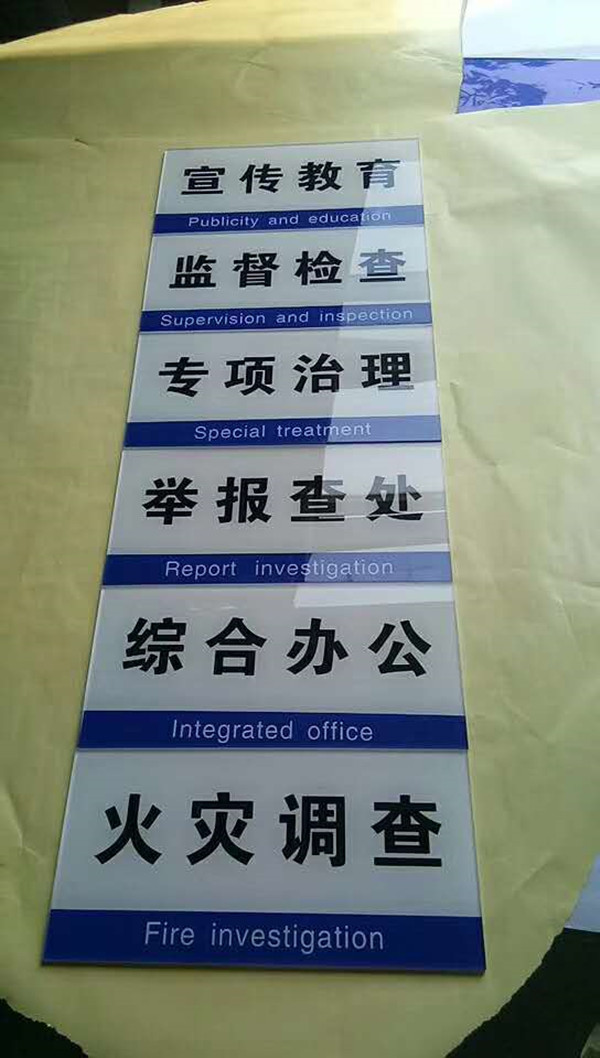 宣传教育
Publicity and education
监督检查
Supervision and inspection
专项治理
Special treatment
举报查处
Report investigation
综合办公
Integrated office
火灾调查
Fire investigation